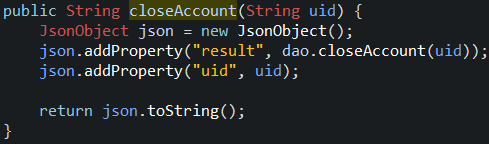 public String closeAccount(String uid) {
    JsonObject json = new JsonObject();
    json.addProperty("result", dao.closeAccount(uid));
    json.addProperty("uid", uid);

    return json.toString();
}